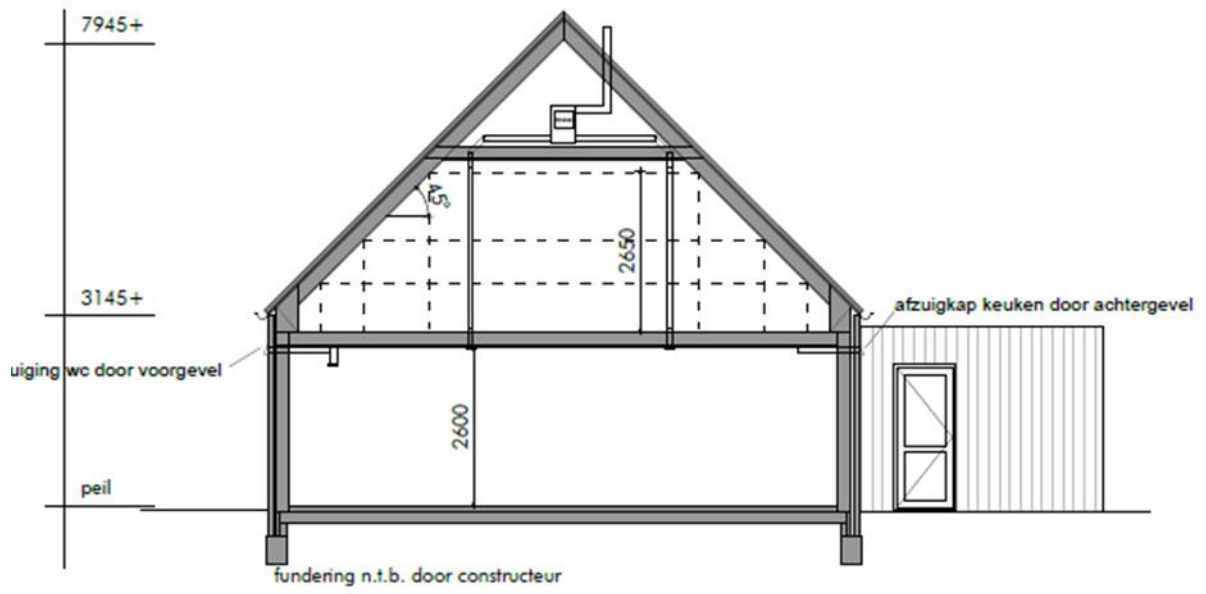 7945+
45°
2650
3145+
afzuigkap keuken door achtergevel
uiging wc door voorgevel
2600
peil
fundering n.t.b. door constructeur